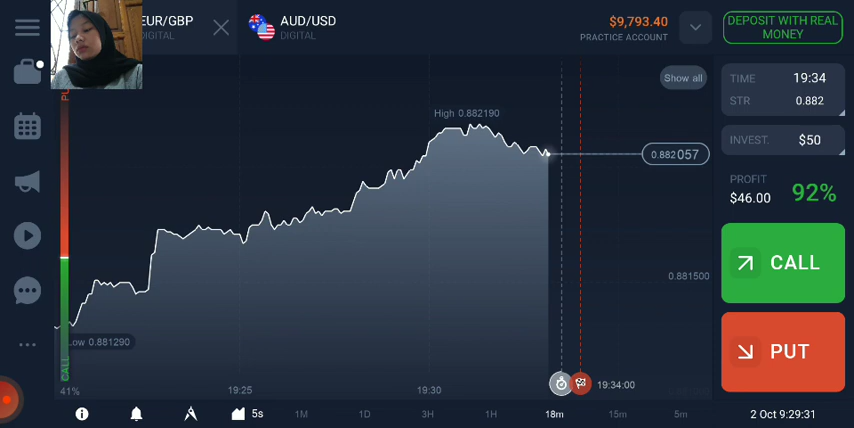 EUR/GBP
DIGITAL
AUD/USD
DIGITAL
$9,793.40
PRACTICE ACCOUNT
DEPOSIT WITH REAL
MONEY
Show all
TIME 19:34
STR 0.882
High 0.882190
INVEST. $50
0.882057
PROFIT
$46.00
92%
CALL
0.881500
Low 0.881290
PUT
CALL
41%
19:25
19:30
19:34:00
5s
1M
1D
3H
1H
18m
15m
5m
2 Oct 9:29:31